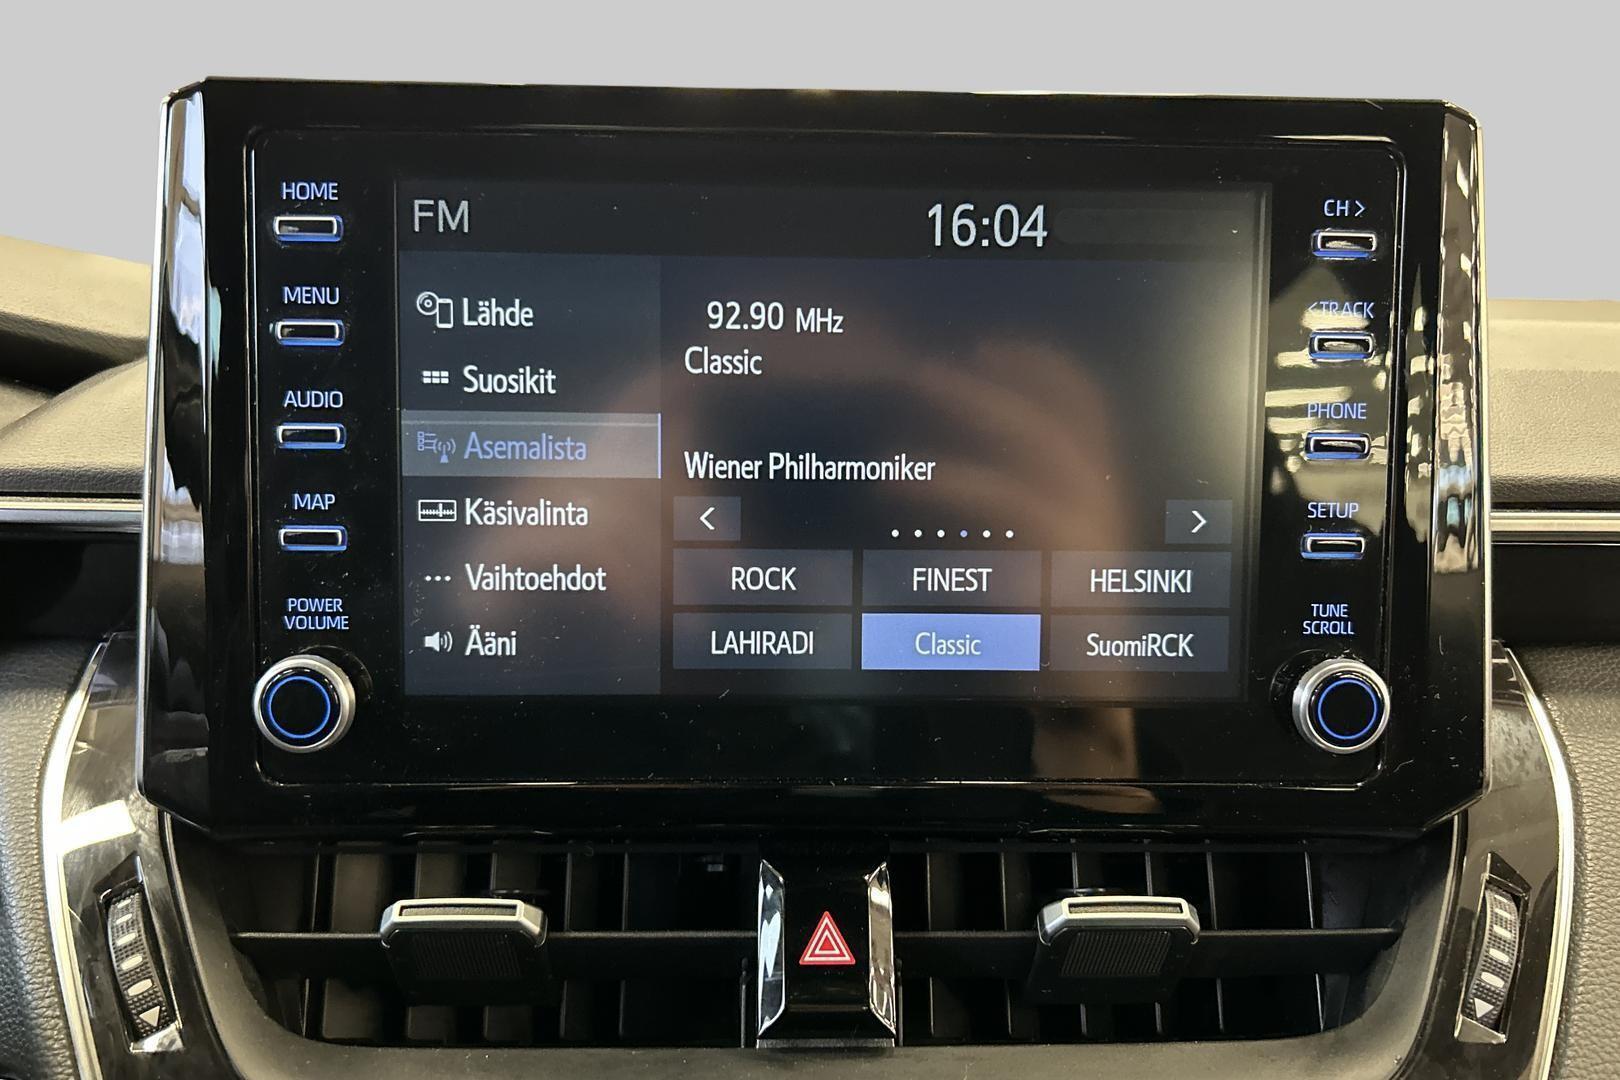 HOME
MENU
AUDIO
MAP
POWER
VOLUME
FM
16:04
Lähde
Suosikit
Asemalista
Käsivalinta
Vaihtoehdot
Ääni
92.90 MHz
Classic
Wiener Philharmoniker
< >
ROCK FINEST HELSINKI
LAHIRADI Classic SuomiRCK
CH >
< TRACK
PHONE
SETUP
TUNE
SCROLL